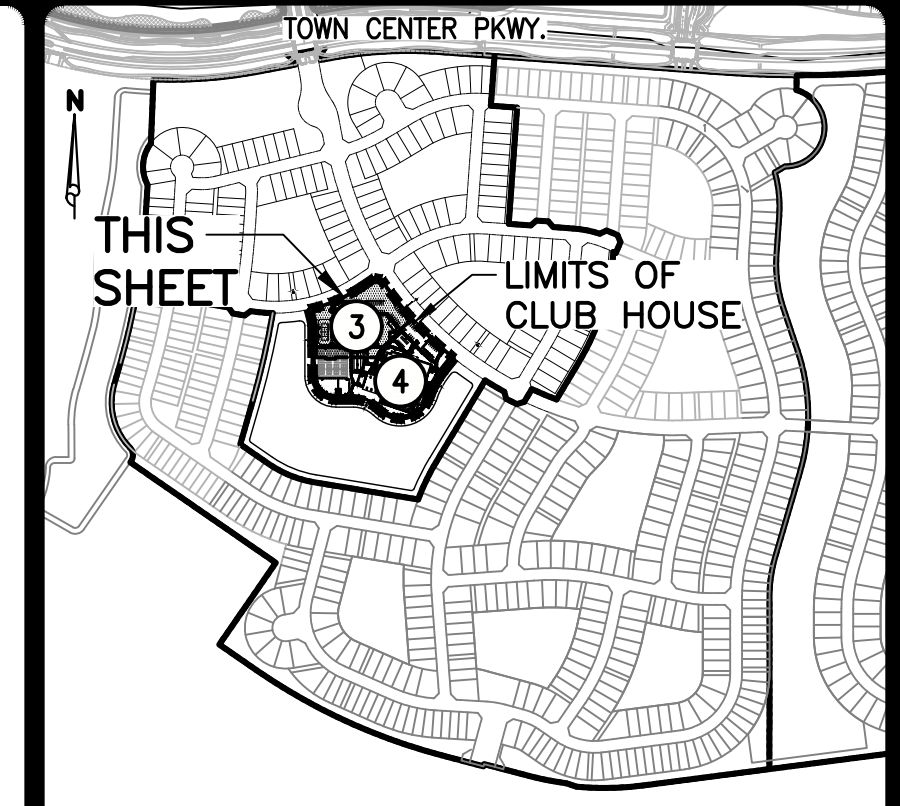 TOWN CENTER PKWY.
N
THIS
SHEET
LIMITS OF
CLUB HOUSE
3
4